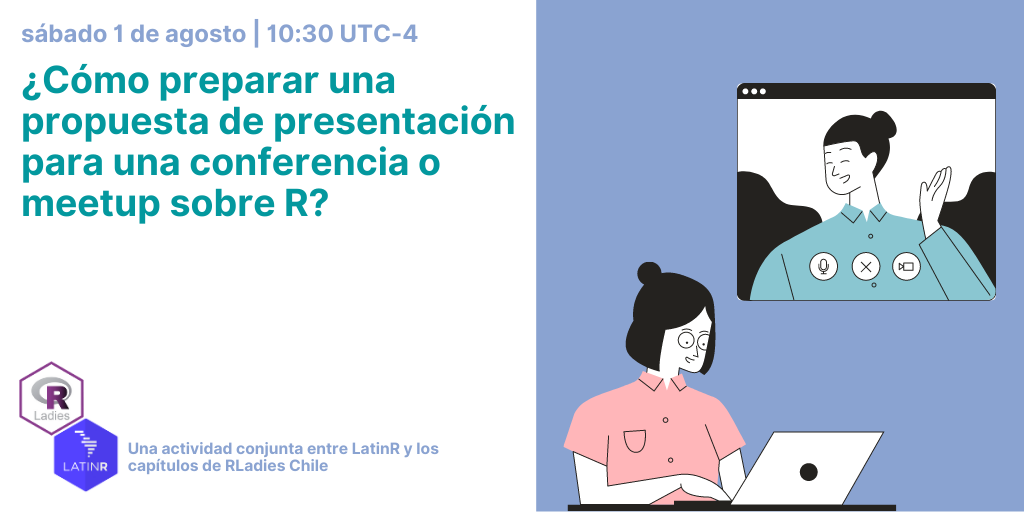 sábado 1 de agosto | 10:30 UTC-4
¿Cómo preparar una
propuesta de presentación
para una conferencia o
meetup sobre R?
R
Ladies
LATINR
Una actividad conjunta entre LatinR y los
capítulos de RLadies Chile